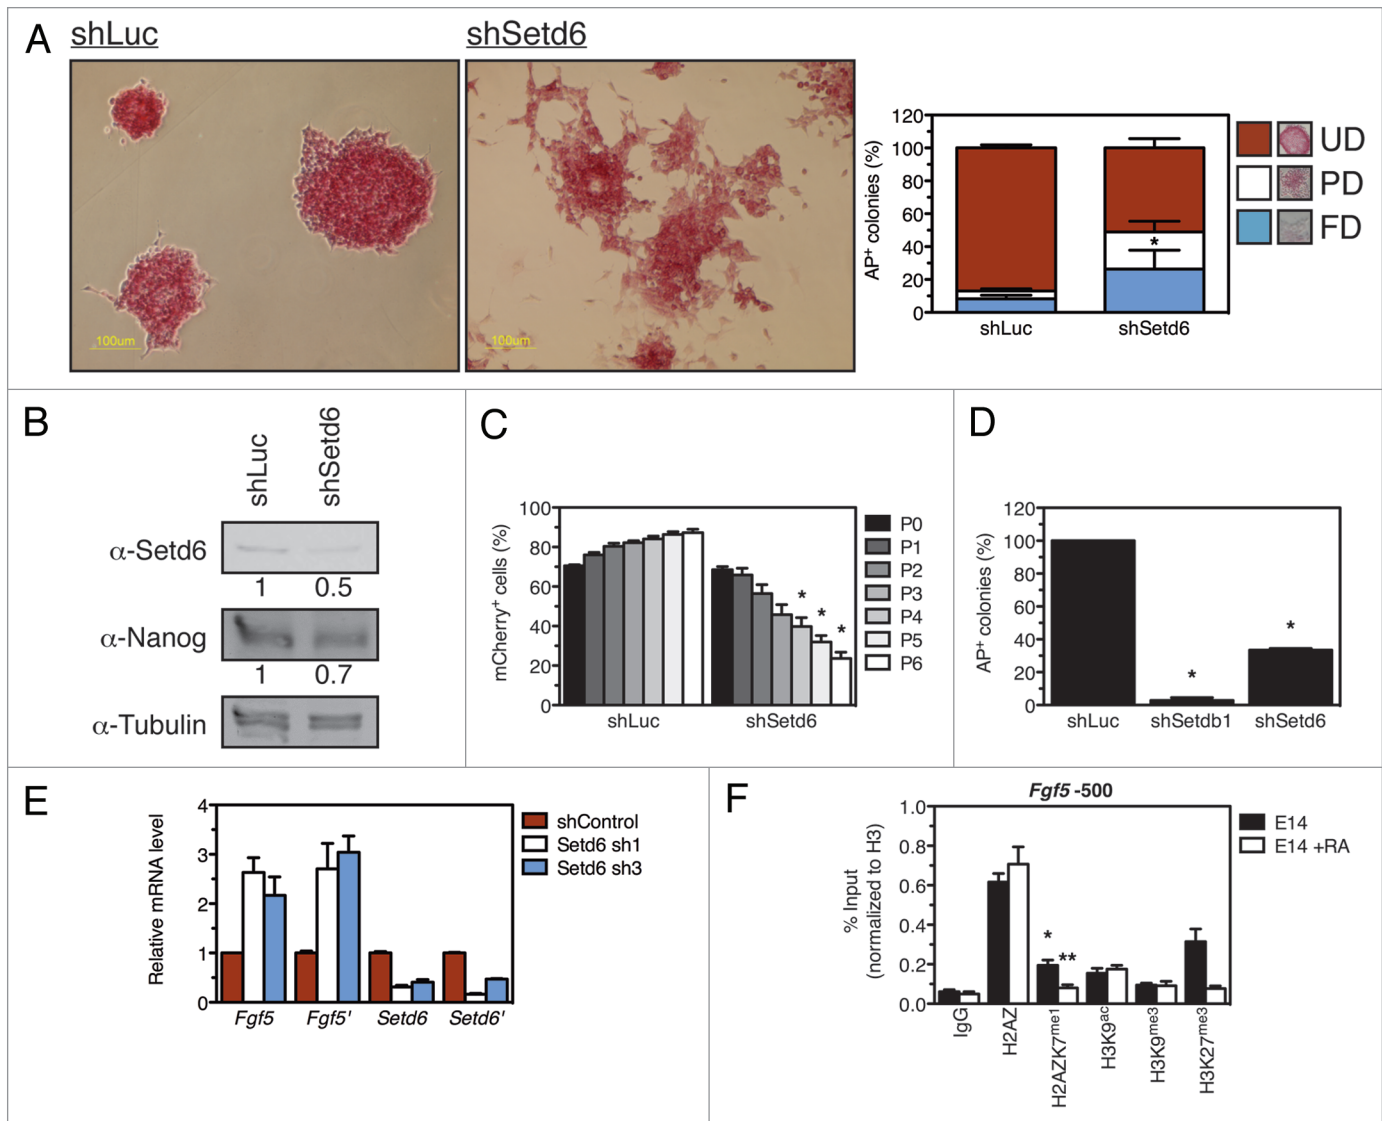 A
shLuc
shSetd6
100um
100um
AP+ colonies (%)
120
100
80
60
40
20
0
*
shLuc
shSetd6
UD
PD
FD
B
shLuc
shSetd6
α-Setd6
1 0.5
α-Nanog
1 0.7
α-Tubulin
C
mCherry+ cells (%)
100
80
60
40
20
0
* * *
shLuc
shSetd6
P0
P1
P2
P3
P4
P5
P6
D
AP+ colonies (%)
120
100
80
60
40
20
0
* *
shLuc
shSetdb1
shSetd6
E
Relative mRNA level
4
3
2
1
0
Fgf5
Fgf5'
Setd6
Setd6'
shControl
Setd6 sh1
Setd6 sh3
F
Fgf5 -500
% Input
(normalized to H3)
1.0
0.8
0.6
0.4
0.2
0.0
* **
IgG
H2AZ
H2AZK7me1
H3K9ac
H3K9me3
H3K27me3
E14
E14 +RA